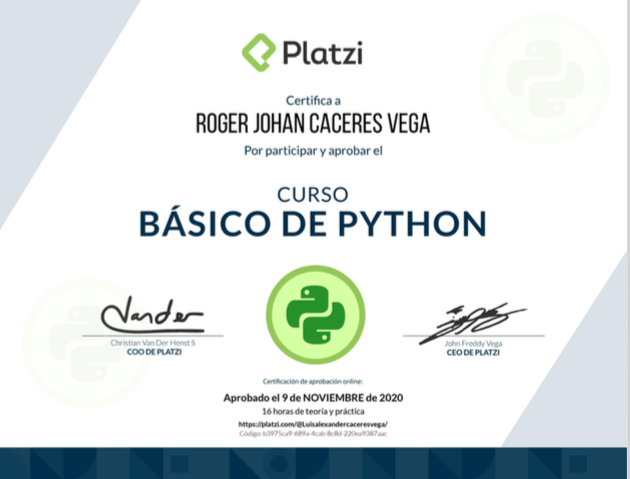 Platzi
Certifica a
ROGER JOHAN CACERES VEGA
Por participar y aprobar el
CURSO
BÁSICO DE PYTHON
Vander
Christian Van Der Henst S
COO DE PLATZI
John Freddy Vega
CEO DE PLATZI
Certificación de aprobación online:
Aprobado el 9 de NOVIEMBRE de 2020
16 horas de teoría y práctica
https://platzi.com/@Luisalexandercaceresvega/
Código: b3975ca9-689a-4cab-8c8d-220ea9387aac